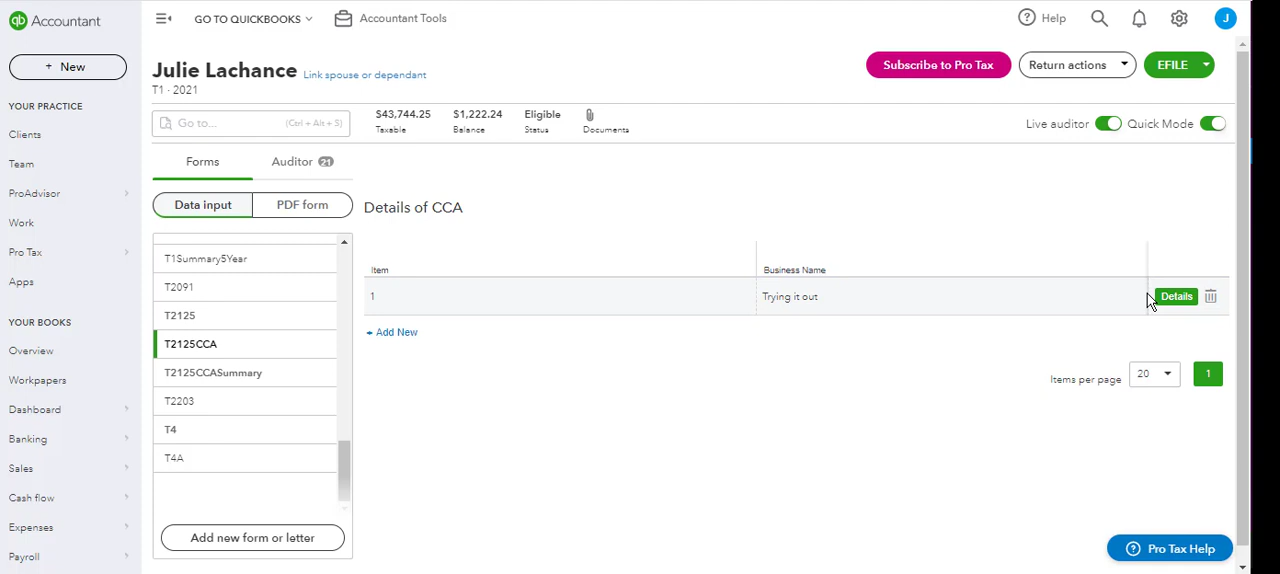 qb Accountant
GO TO QUICKBOOKS
Accountant Tools
Help
J
+ New
Julie Lachance Link spouse or dependant
T1 · 2021
Subscribe to Pro Tax
Return actions
EFILE
YOUR PRACTICE
Clients
Team
ProAdvisor
Work
Pro Tax
Apps
YOUR BOOKS
Overview
Workpapers
Dashboard
Banking
Sales
Cash flow
Expenses
Payroll
Go to... (Ctrl + Alt + S)
$43,744.25
Taxable
$1,222.24
Balance
Eligible
Status
Documents
Live auditor
Quick Mode
Forms
Auditor 21
Data input
PDF form
T1Summary5Year
T2091
T2125
T2125CCA
T2125CCASummary
T2203
T4
T4A
Add new form or letter
Details of CCA
Item
Business Name
1
Trying it out
Details
+ Add New
Items per page
20
1
Pro Tax Help